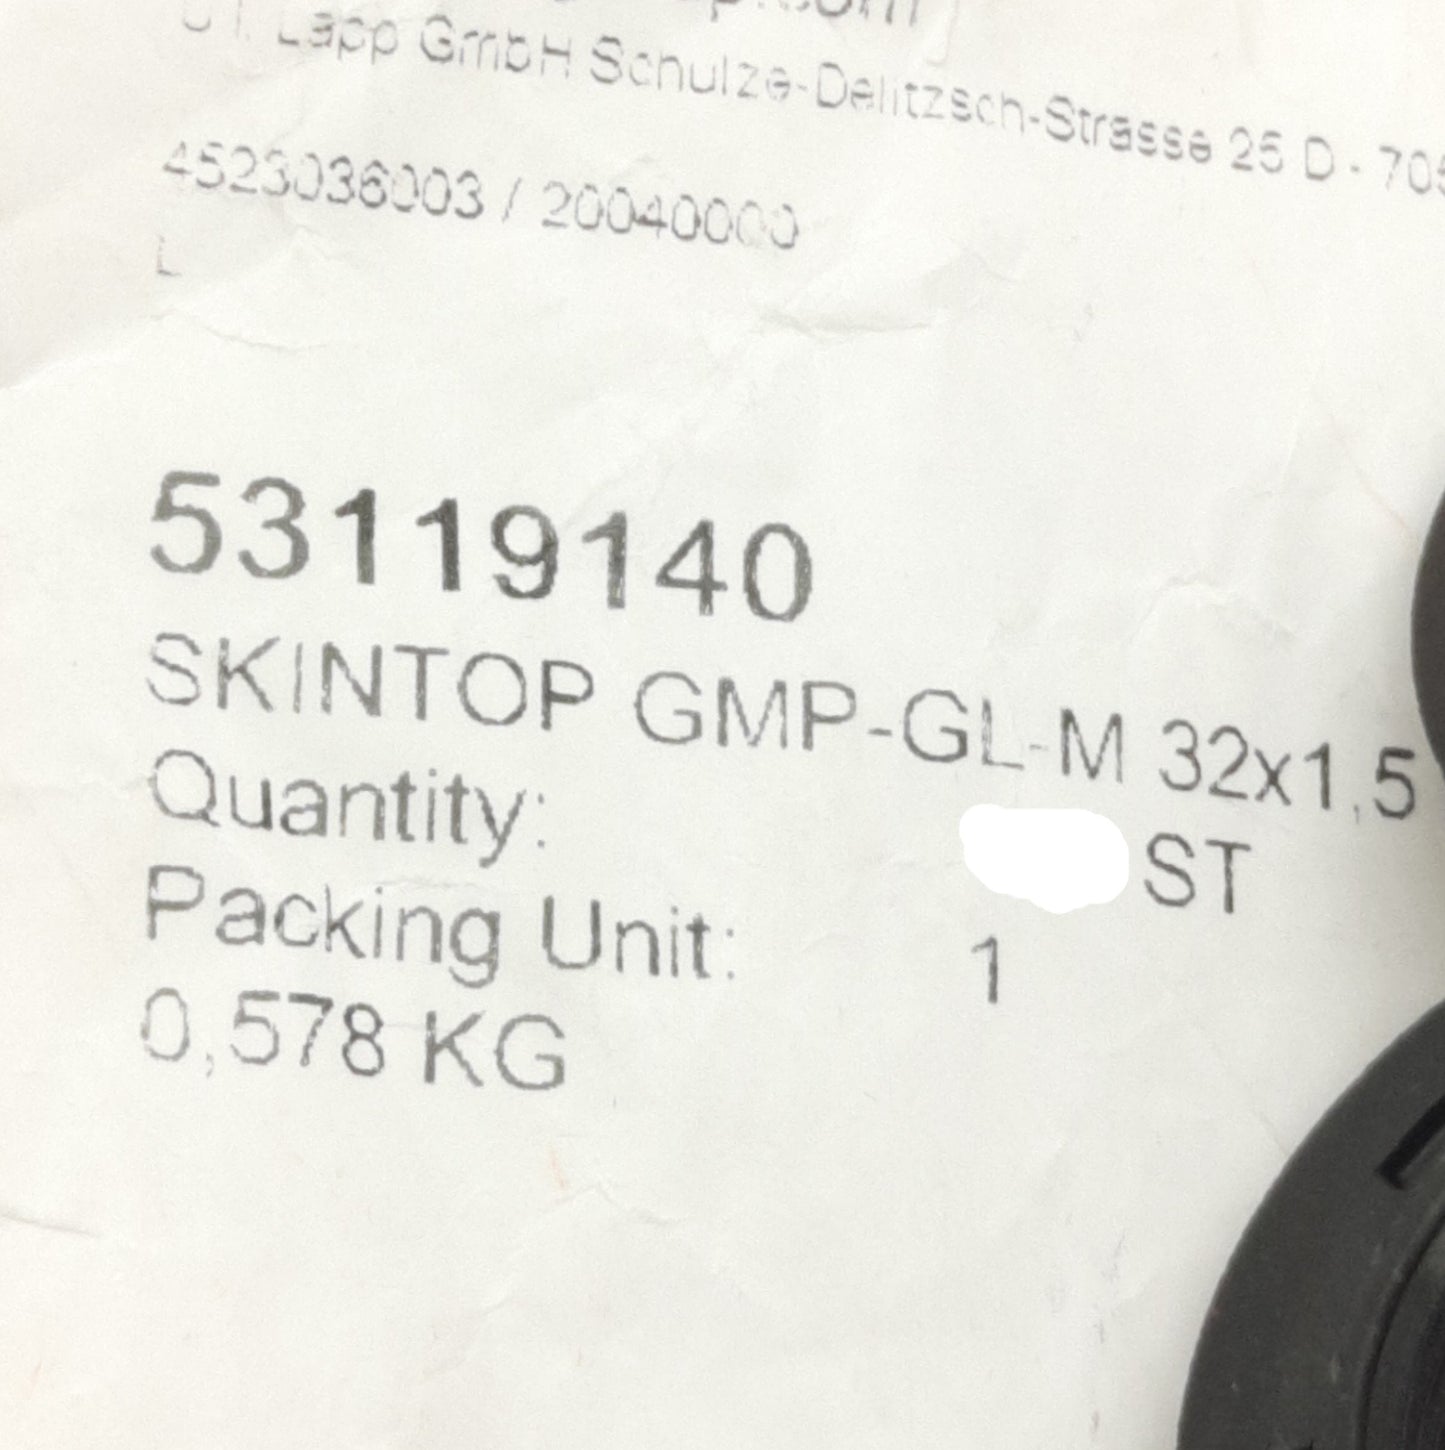 Lapp GmbH Schulze-Delitzsch-Strasse 25 D - 705
4523036003 / 20040000
L
53119140
SKINTOP GMP-GL-M 32x1,5
Quantity: ST
Packing Unit: 1
0,578 KG